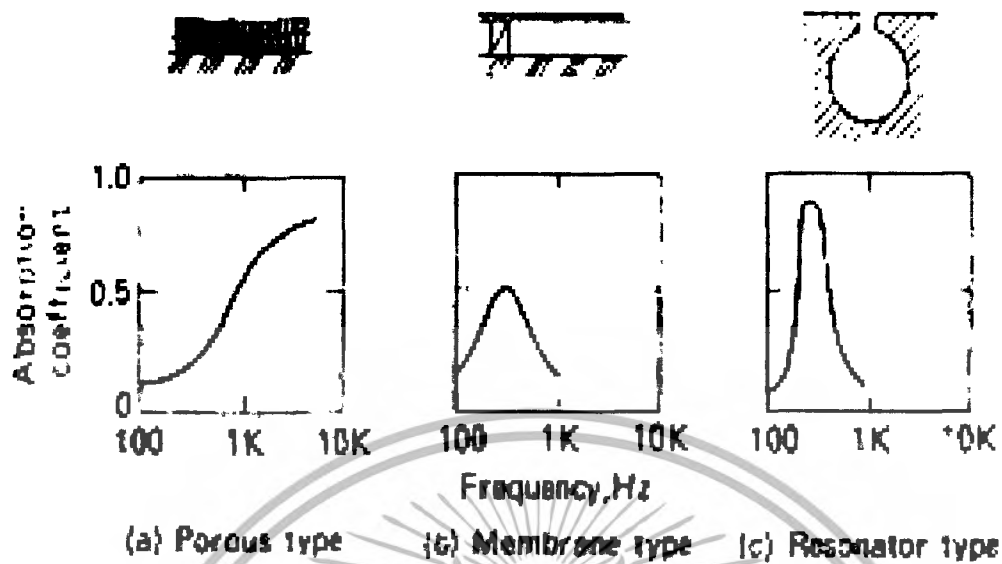 1.0
0.5
0
Absorption
coefficient
100 1K 10K
100 1K 10K
100 1K 10K
Frequency, Hz
(a) Porous type
(b) Membrane type
(c) Resonator type